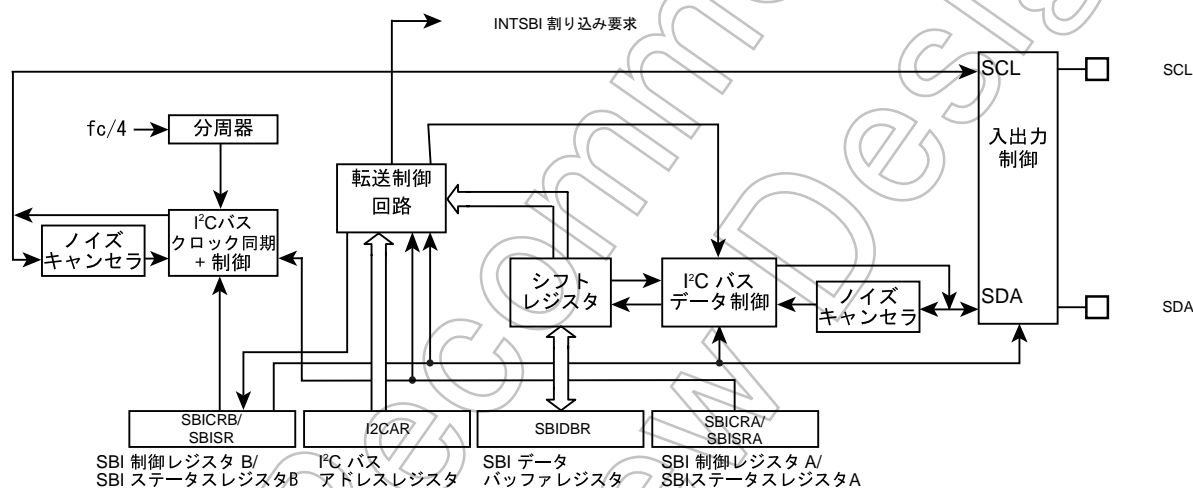 INTSBI 割り込み要求
SCL
SCL
fc/4
分周器
入出力
制御
転送制御
回路
I²Cバス
クロック同期
+ 制御
ノイズ
キャンセラ
シフト
レジスタ
I²C バス
データ制御
ノイズ
キャンセラ
SDA
SDA
SBICRB/
SBISR
I2CAR
SBIDBR
SBICRA/
SBISRA
SBI 制御レジスタ B/
SBI ステータスレジスタB
I²C バス
アドレスレジスタ
SBI データ
バッファレジスタ
SBI 制御レジスタ A/
SBIステータスレジスタA